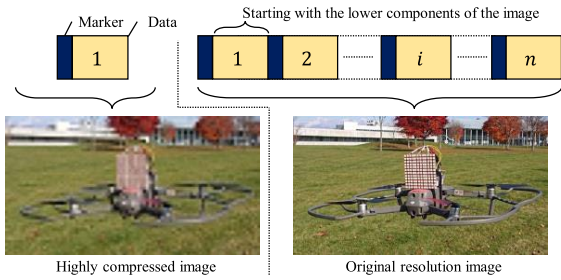 Marker Data
Starting with the lower components of the image
1
1 2 i n
Highly compressed image
Original resolution image